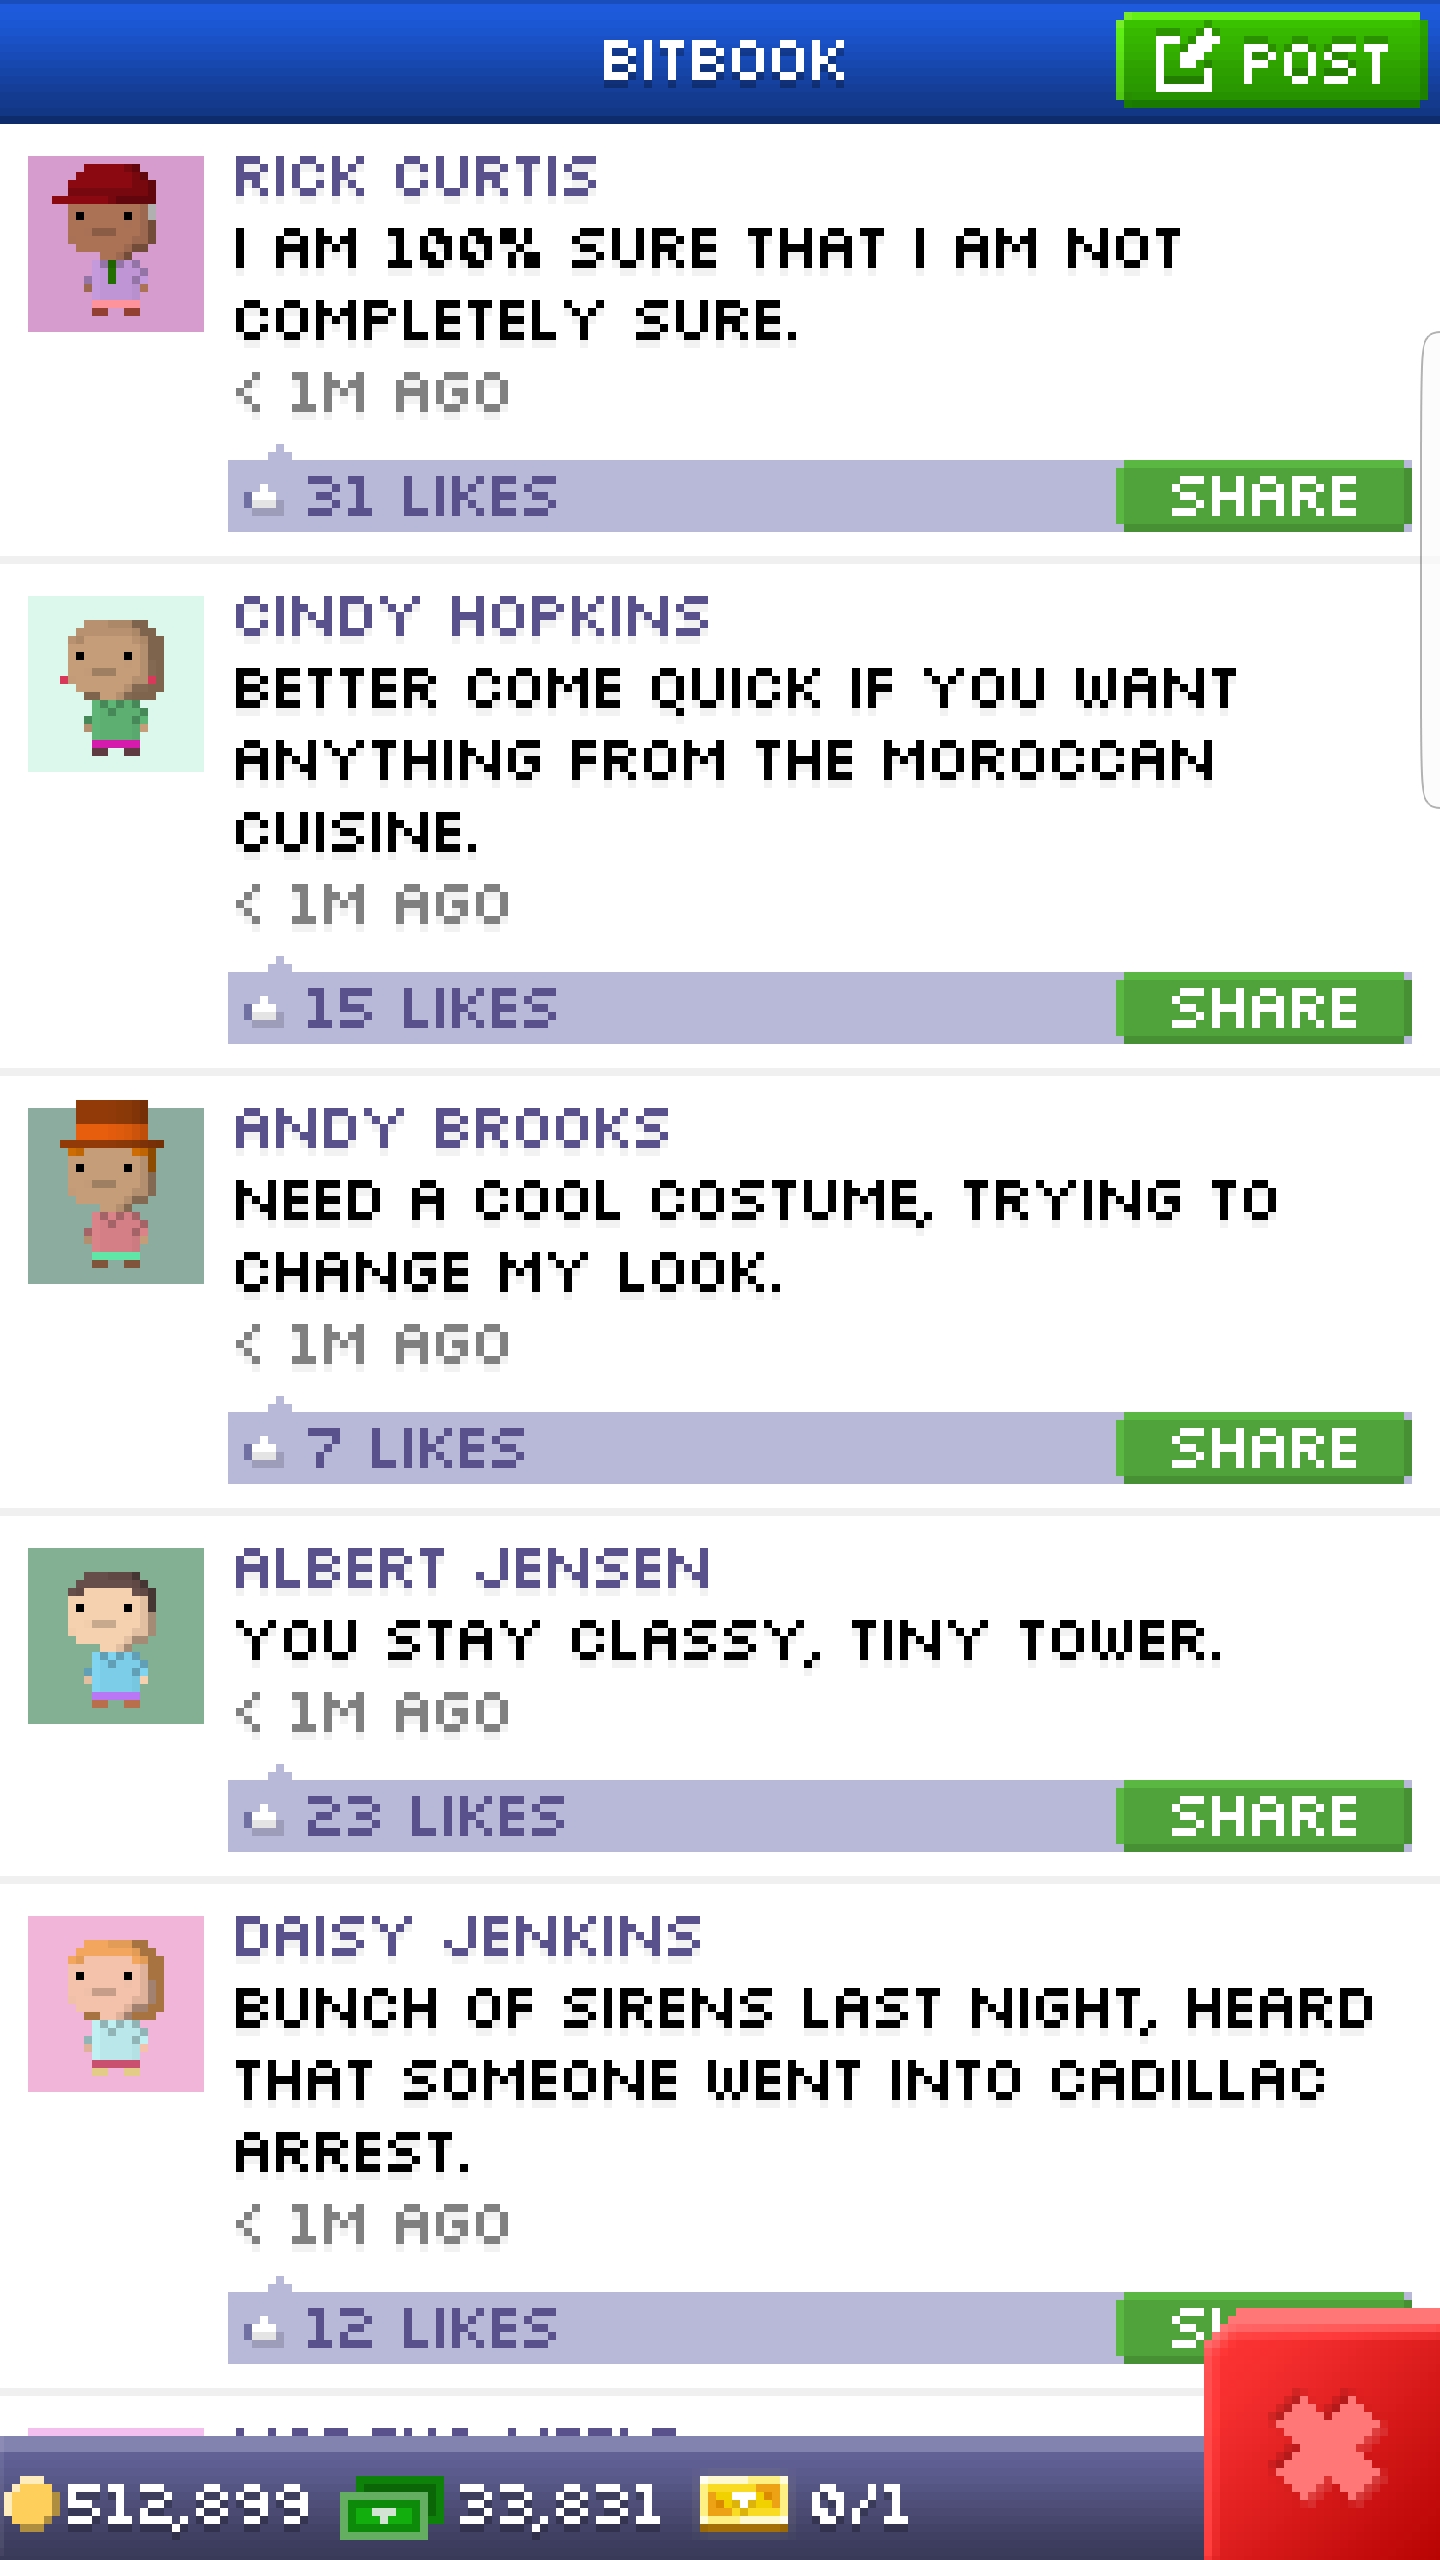 BITBOOK
POST
RICK CURTIS
I AM 100% SURE THAT I AM NOT
COMPLETELY SURE.
< 1M AGO
31 LIKES
SHARE
CINDY HOPKINS
BETTER COME QUICK IF YOU WANT
ANYTHING FROM THE MOROCCAN
CUISINE.
< 1M AGO
15 LIKES
SHARE
ANDY BROOKS
NEED A COOL COSTUME, TRYING TO
CHANGE MY LOOK.
< 1M AGO
7 LIKES
SHARE
ALBERT JENSEN
YOU STAY CLASSY, TINY TOWER.
< 1M AGO
23 LIKES
SHARE
DAISY JENKINS
BUNCH OF SIRENS LAST NIGHT, HEARD
THAT SOMEONE WENT INTO CADILLAC
ARREST.
< 1M AGO
12 LIKES
512,899
33,831
0/1